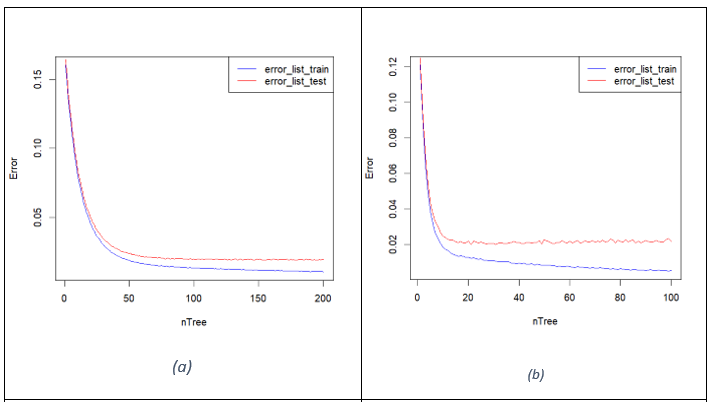 error_list_train
error_list_test
0.15
0.10
0.05
Error
0 50 100 150 200
nTree
(a)
error_list_train
error_list_test
0.12
0.10
0.08
0.06
0.04
0.02
Error
0 20 40 60 80 100
nTree
(b)